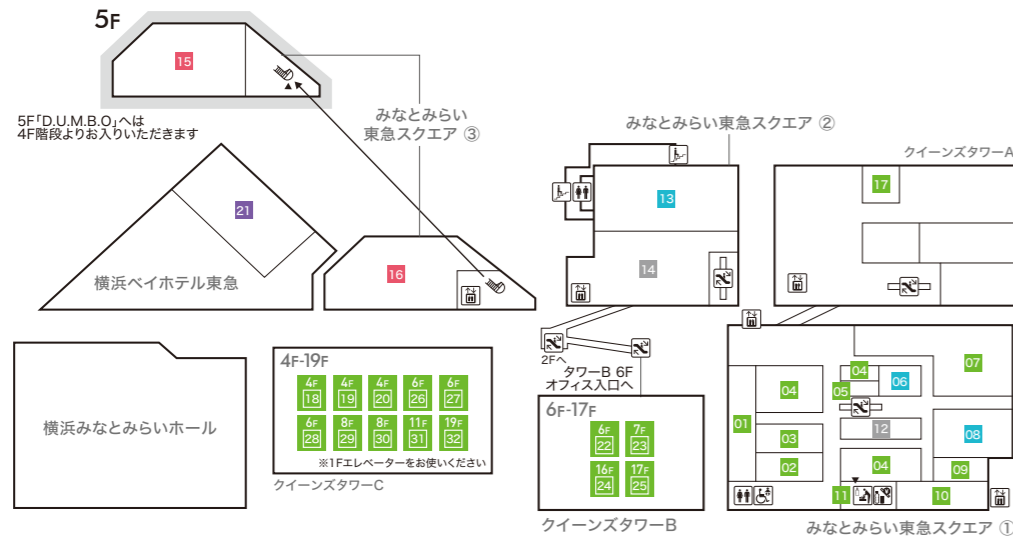 5F
15
5F「D.U.M.B.O」へは
4F階段よりお入りいただきます
みなとみらい
東急スクエア ③
みなとみらい東急スクエア ②
クイーンズタワーA
21
横浜ベイホテル東急
16
13
14
17
2Fへ
タワーB 6F
オフィス入口へ
横浜みなとみらいホール
4F-19F
4F 4F 4F 6F 6F
18 19 20 26 27
6F 8F 8F 11F 19F
28 29 30 31 32
※1Fエレベーターをお使いください
クイーンズタワーC
6F-17F
6F 7F
22 23
16F 17F
24 25
クイーンズタワーB
07
04
06
04
05
01
12
03
08
02
04
09
11
10
みなとみらい東急スクエア ①